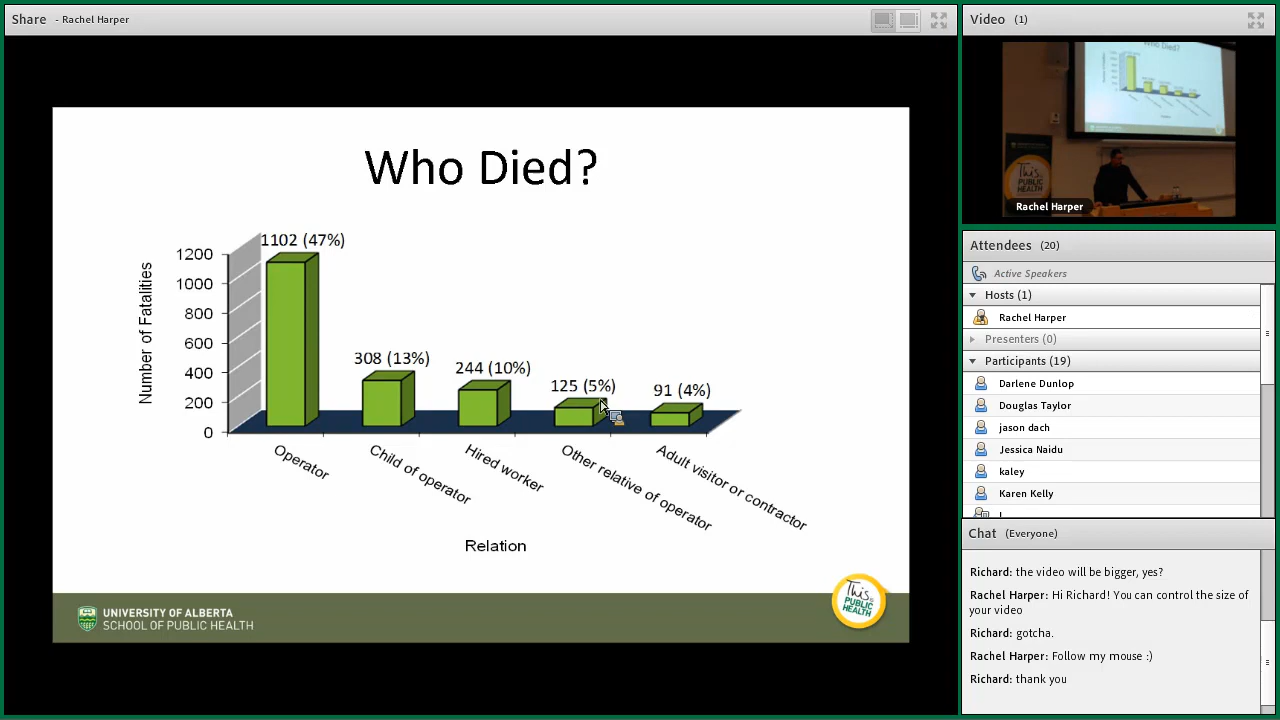 Share - Rachel Harper
Who Died?
1102 (47%)
308 (13%)
244 (10%)
125 (5%)
91 (4%)
1200
1000
800
600
400
200
0
Number of Fatalities
Operator
Child of operator
Hired worker
Other relative of operator
Adult visitor or contractor
Relation
UNIVERSITY OF ALBERTA
SCHOOL OF PUBLIC HEALTH
This is
PUBLIC
HEALTH
Video (1)
Rachel Harper
Attendees (20)
Active Speakers
Hosts (1)
Rachel Harper
Presenters (0)
Participants (19)
Darlene Dunlop
Douglas Taylor
jason dach
Jessica Naidu
kaley
Karen Kelly
Chat (Everyone)
Richard: the video will be bigger, yes?
Rachel Harper: Hi Richard! You can control the size of
your video
Richard: gotcha.
Rachel Harper: Follow my mouse :)
Richard: thank you